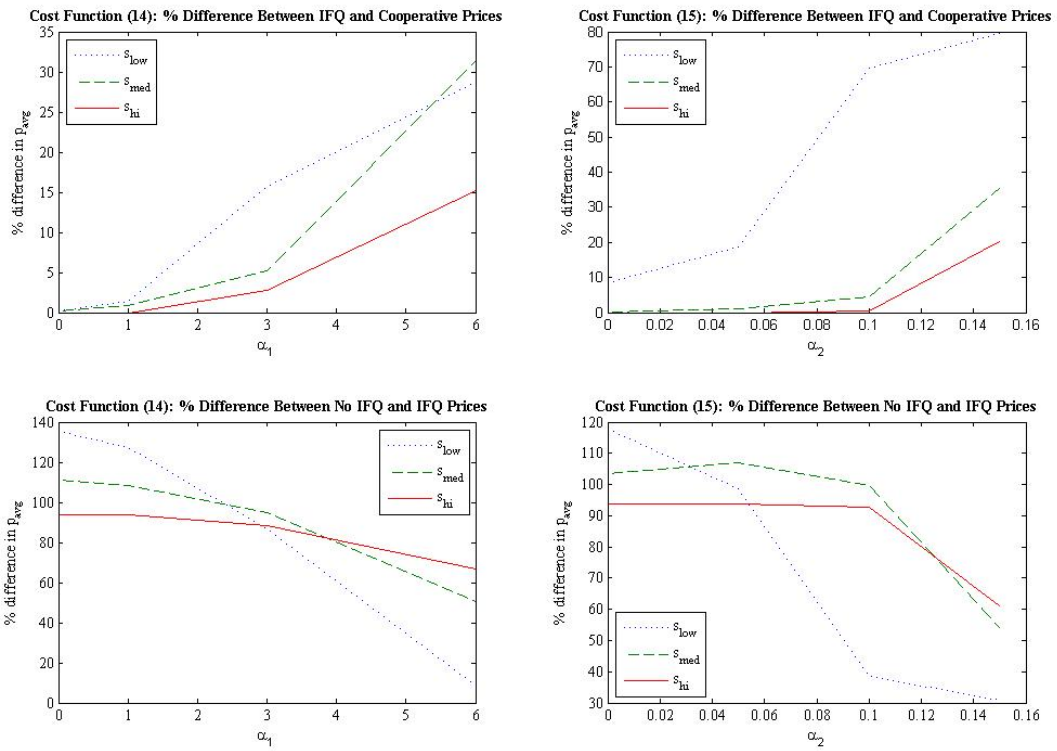 Cost Function (14): % Difference Between IFQ and Cooperative Prices
35
30
25
20
15
10
5
0
% difference in p_avg
s_low
s_med
s_hi
0 1 2 3 4 5 6
α_1
Cost Function (15): % Difference Between IFQ and Cooperative Prices
80
70
60
50
40
30
20
10
0
% difference in p_avg
s_low
s_med
s_hi
0 0.02 0.04 0.06 0.08 0.1 0.12 0.14 0.16
α_2
Cost Function (14): % Difference Between No IFQ and IFQ Prices
140
120
100
80
60
40
20
0
% difference in p_avg
s_low
s_med
s_hi
0 1 2 3 4 5 6
α_1
Cost Function (15): % Difference Between No IFQ and IFQ Prices
120
110
100
90
80
70
60
50
40
30
% difference in p_avg
s_low
s_med
s_hi
0 0.02 0.04 0.06 0.08 0.1 0.12 0.14 0.16
α_2